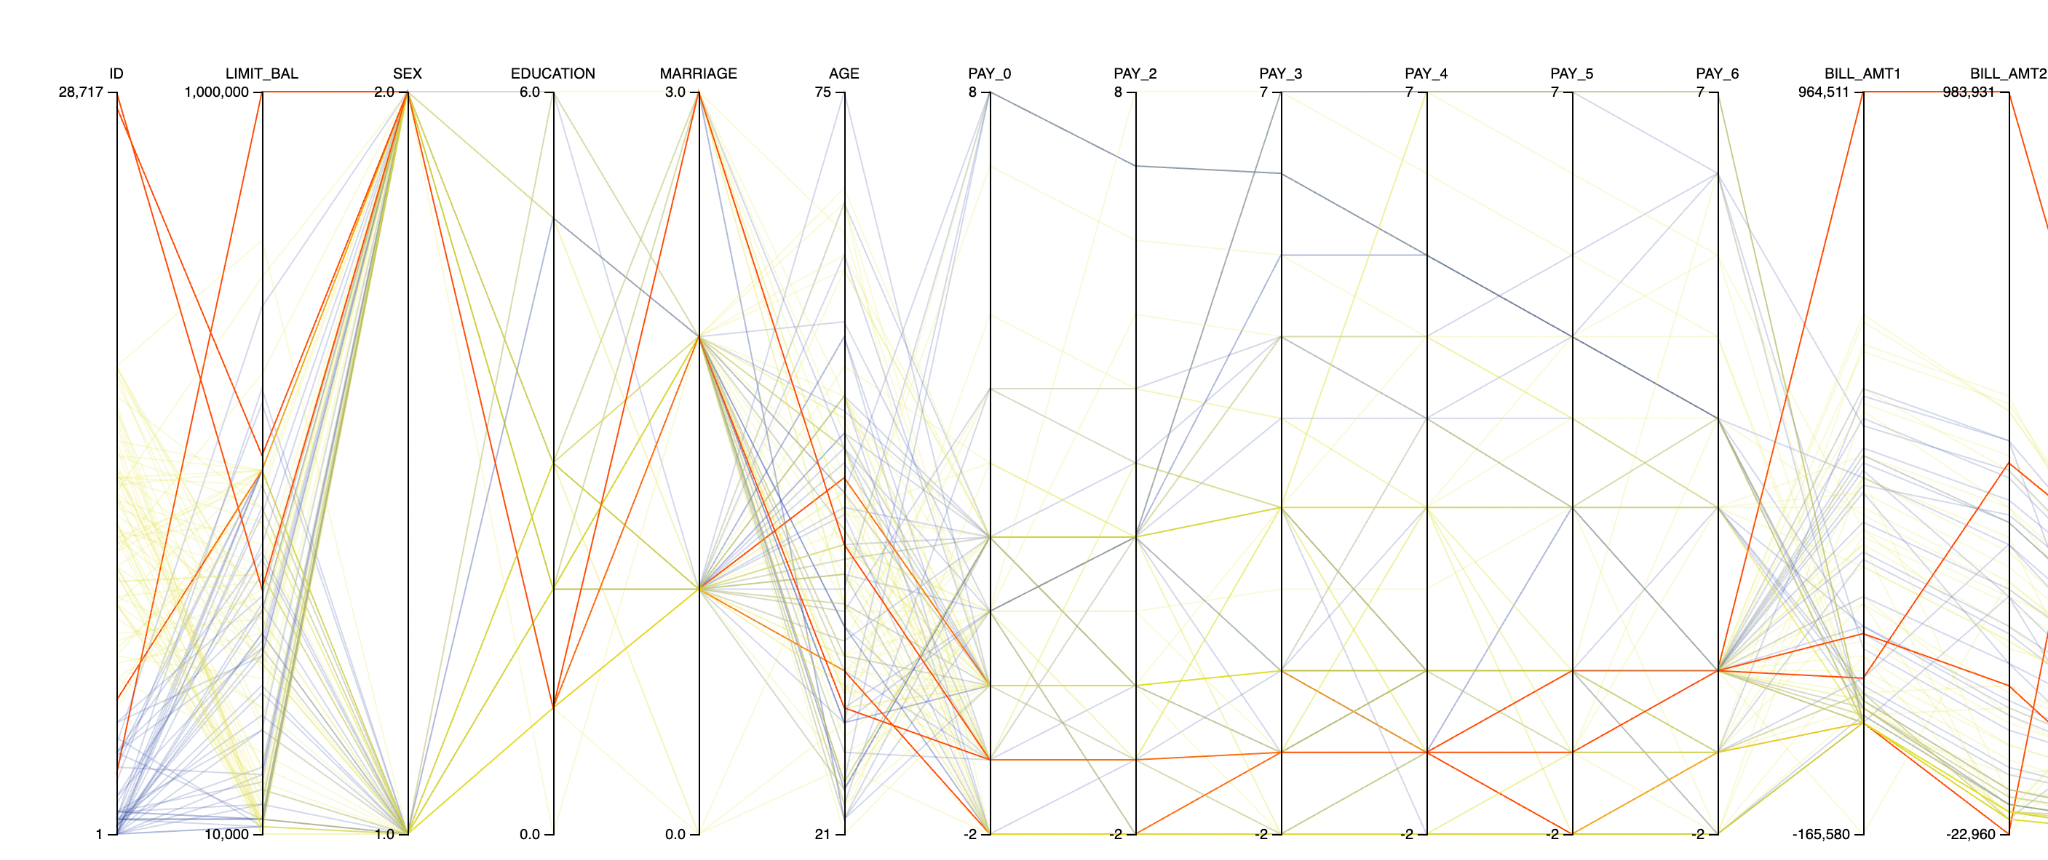 ID LIMIT_BAL SEX EDUCATION MARRIAGE AGE PAY_0 PAY_2 PAY_3 PAY_4 PAY_5 PAY_6 BILL_AMT1 BILL_AMT2
28,717 1,000,000 2.0 6.0 3.0 75 8 8 7 7 7 7 964,511 983,931
1 10,000 1.0 0.0 0.0 21 -2 -2 -2 -2 -2 -2 -165,580 -22,960